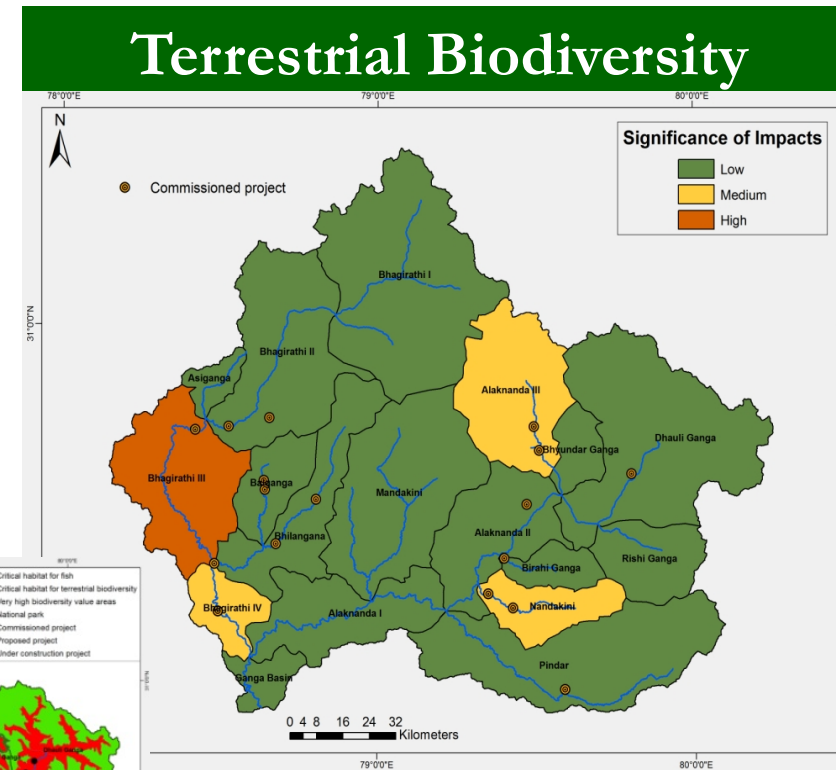 Terrestrial Biodiversity
78°0'0"E
79°0'0"E
80°0'0"E
N
Significance of Impacts
Low
Medium
High
Commissioned project
31°0'0"N
Bhagirathi I
Bhagirathi II
Asiganga
Alaknanda III
Bhyundar Ganga
Dhauli Ganga
Bhagirathi III
Balganga
Mandakini
Bhilangana
Alaknanda II
Birahi Ganga
Rishi Ganga
Bhagirathi IV
Alaknanda I
Nandakini
Pindar
Ganga Basin
0 4 8 16 24 32
Kilometers
79°0'0"E
80°0'0"E
Critical habitat for fish
Critical habitat for terrestrial biodiversity
Very high biodiversity value areas
National park
Commissioned project
Proposed project
Under construction project